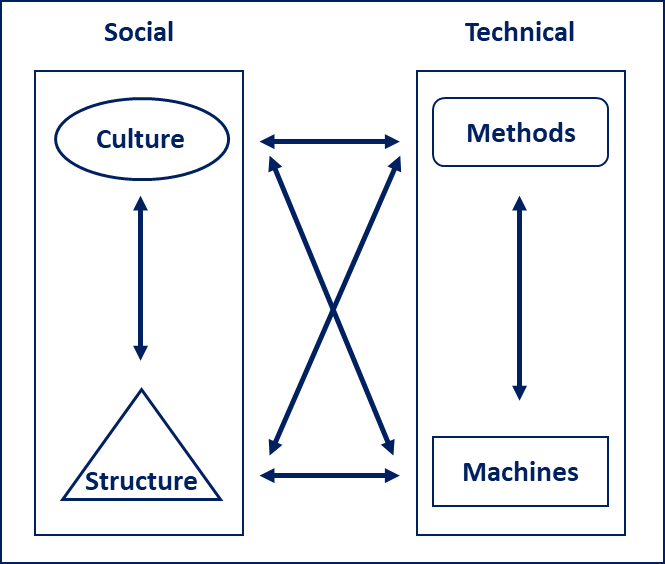 Social
Technical
Culture
Methods
Structure
Machines